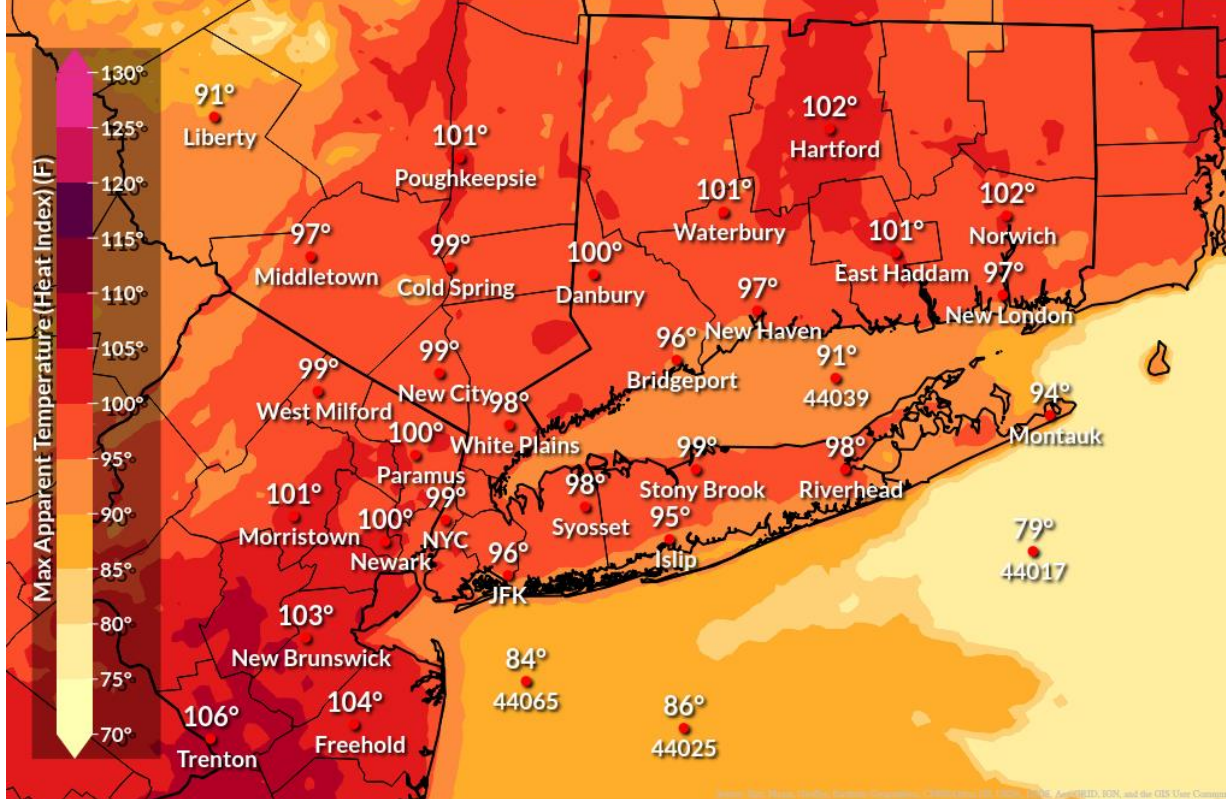 Max Apparent Temperature (Heat Index) (F)
130°
125°
120°
115°
110°
105°
100°
95°
90°
85°
80°
75°
70°
91°
Liberty
101°
Poughkeepsie
102°
Hartford
101°
Waterbury
102°
Norwich
97°
Middletown
99°
Cold Spring
100°
Danbury
101°
East Haddam
97°
New London
97°
New Haven
96°
Bridgeport
91°
44039
99°
West Milford
99°
New City
98°
White Plains
94°
Montauk
100°
Paramus
99°
Stony Brook
98°
Riverhead
101°
Morristown
100°
Newark
99°
NYC
98°
Syosset
95°
Islip
96°
JFK
79°
44017
103°
New Brunswick
84°
44065
86°
44025
106°
Trenton
104°
Freehold